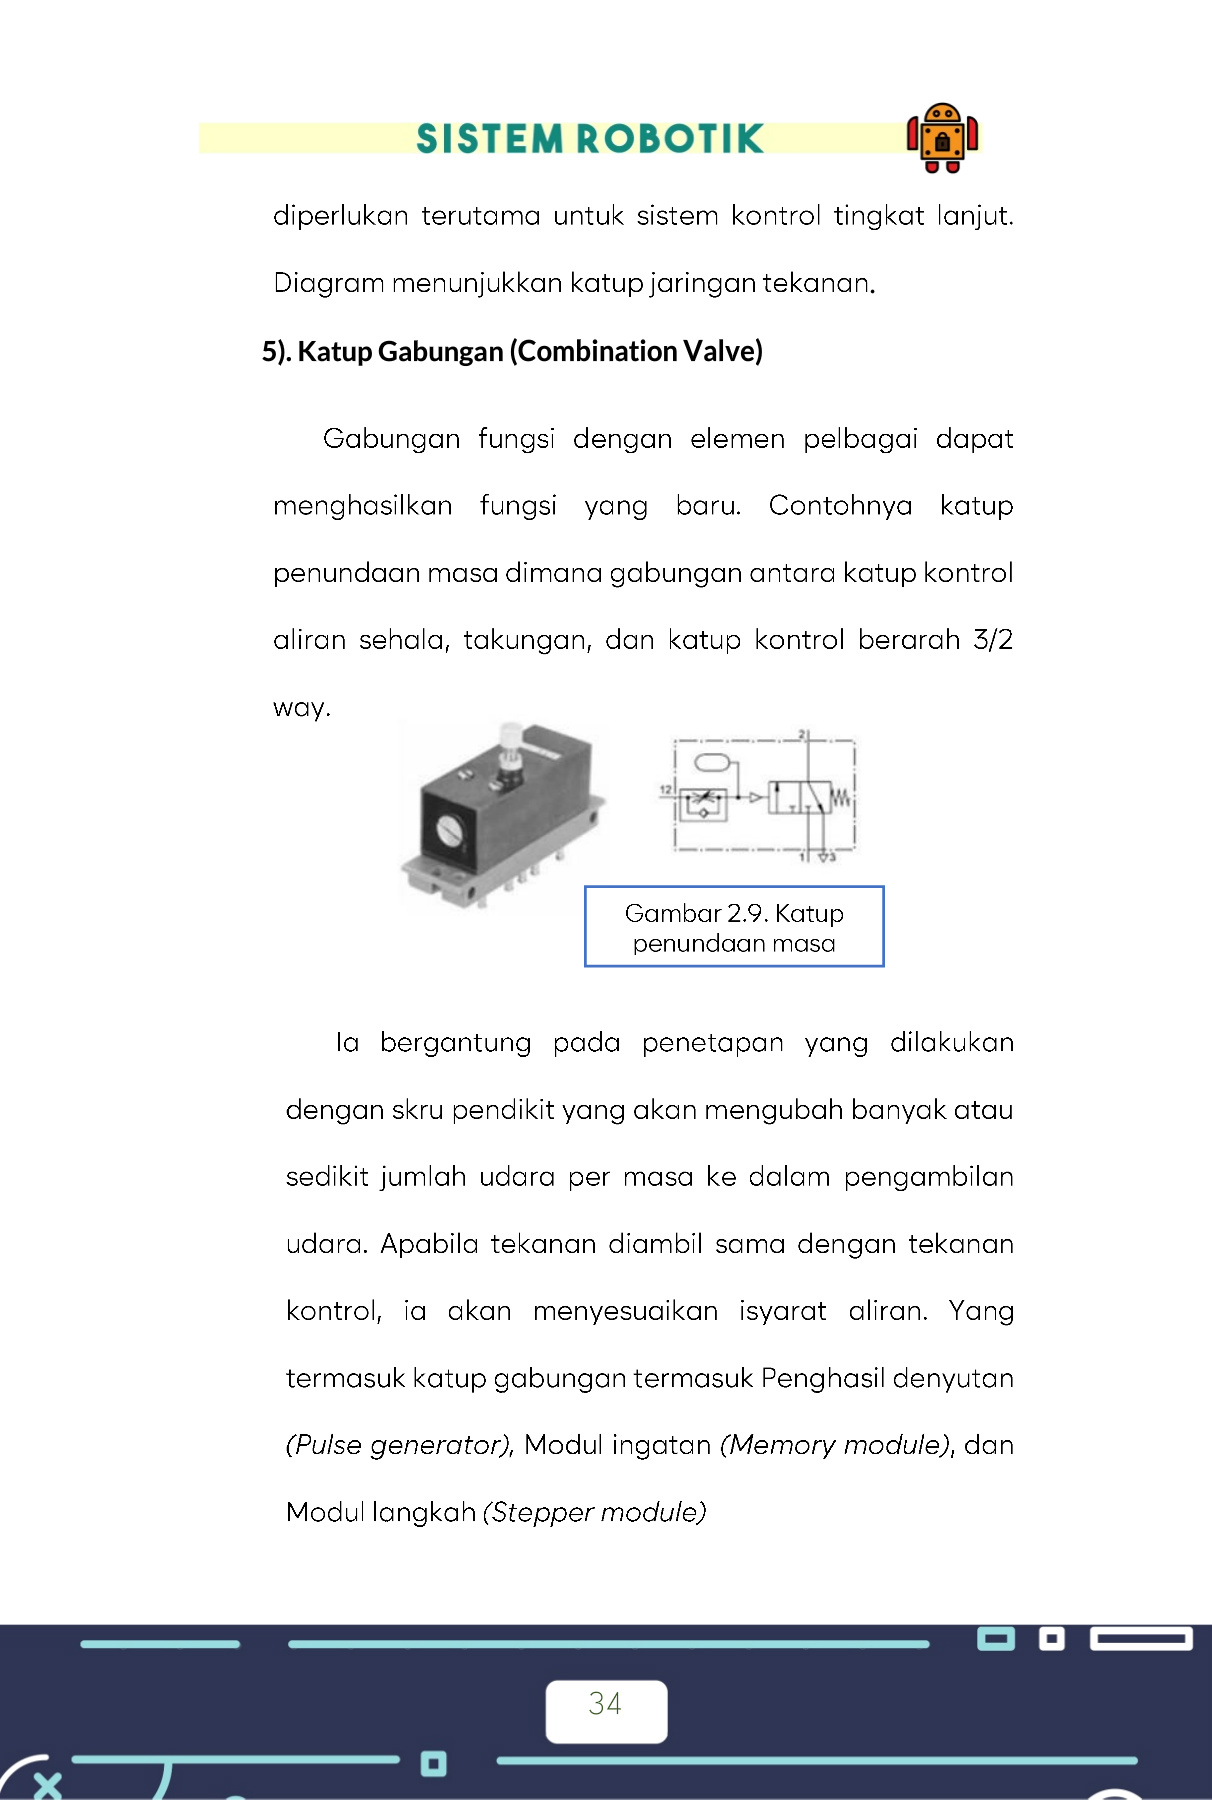 SISTEM ROBOTIK
diperlukan terutama untuk sistem kontrol tingkat lanjut.
Diagram menunjukkan katup jaringan tekanan.
5). Katup Gabungan (Combination Valve)
Gabungan fungsi dengan elemen pelbagai dapat
menghasilkan fungsi yang baru. Contohnya katup
penundaan masa dimana gabungan antara katup kontrol
aliran sehala, takungan, dan katup kontrol berarah 3/2
way.
2
12
1 3
Gambar 2.9. Katup
penundaan masa
Ia bergantung pada penetapan yang dilakukan
dengan skru pendikit yang akan mengubah banyak atau
sedikit jumlah udara per masa ke dalam pengambilan
udara. Apabila tekanan diambil sama dengan tekanan
kontrol, ia akan menyesuaikan isyarat aliran. Yang
termasuk katup gabungan termasuk Penghasil denyutan
(Pulse generator), Modul ingatan (Memory module), dan
Modul langkah (Stepper module)
34